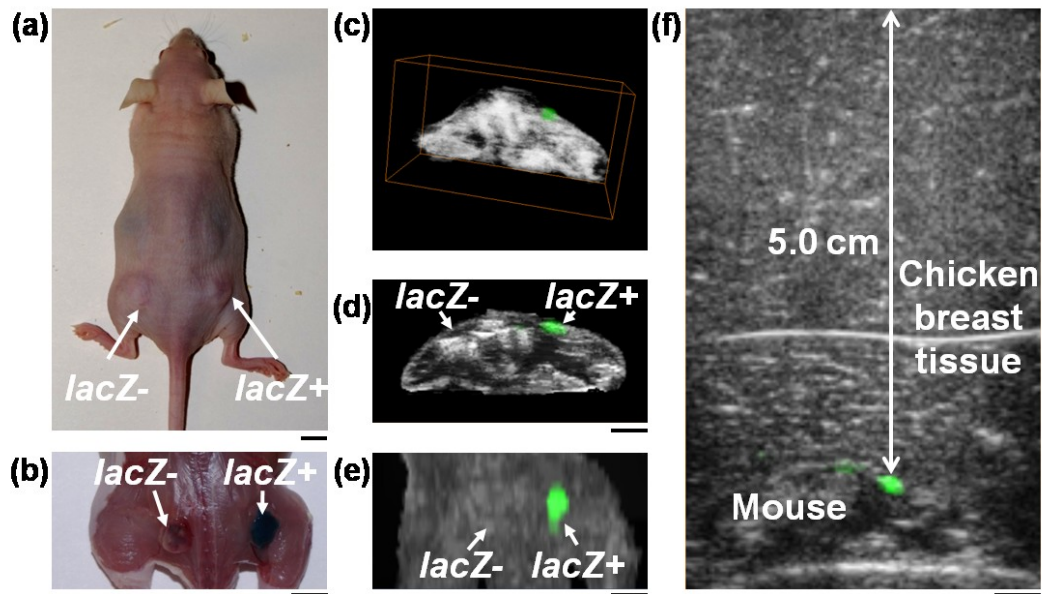 (a)
lacZ-
lacZ+
(b)
lacZ-
lacZ+
(c)
(d)
lacZ-
lacZ+
(e)
lacZ-
lacZ+
(f)
5.0 cm
Chicken
breast
tissue
Mouse